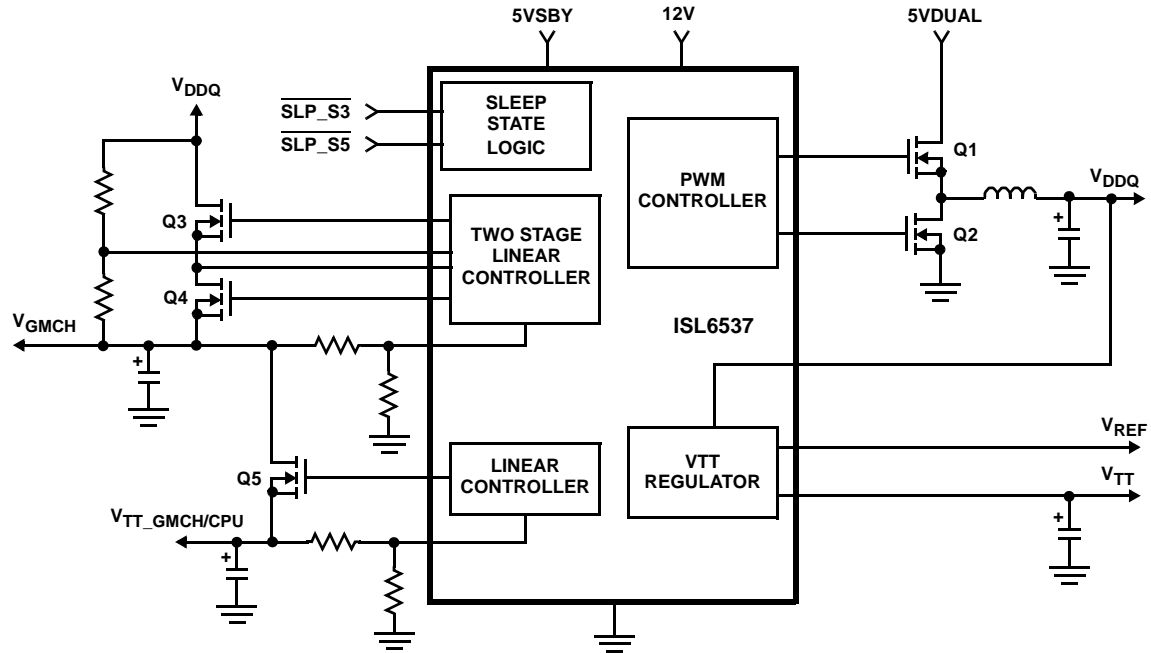 5VSBY
12V
5VDUAL
VDDQ
SLP_S3
SLP_S5
SLEEP
STATE
LOGIC
PWM
CONTROLLER
Q1
VDDQ
+
Q2
Q3
TWO STAGE
LINEAR
CONTROLLER
Q4
VGMCH
+
ISL6537
Q5
LINEAR
CONTROLLER
VTT
REGULATOR
VREF
VTT
+
VTT_GMCH/CPU
+